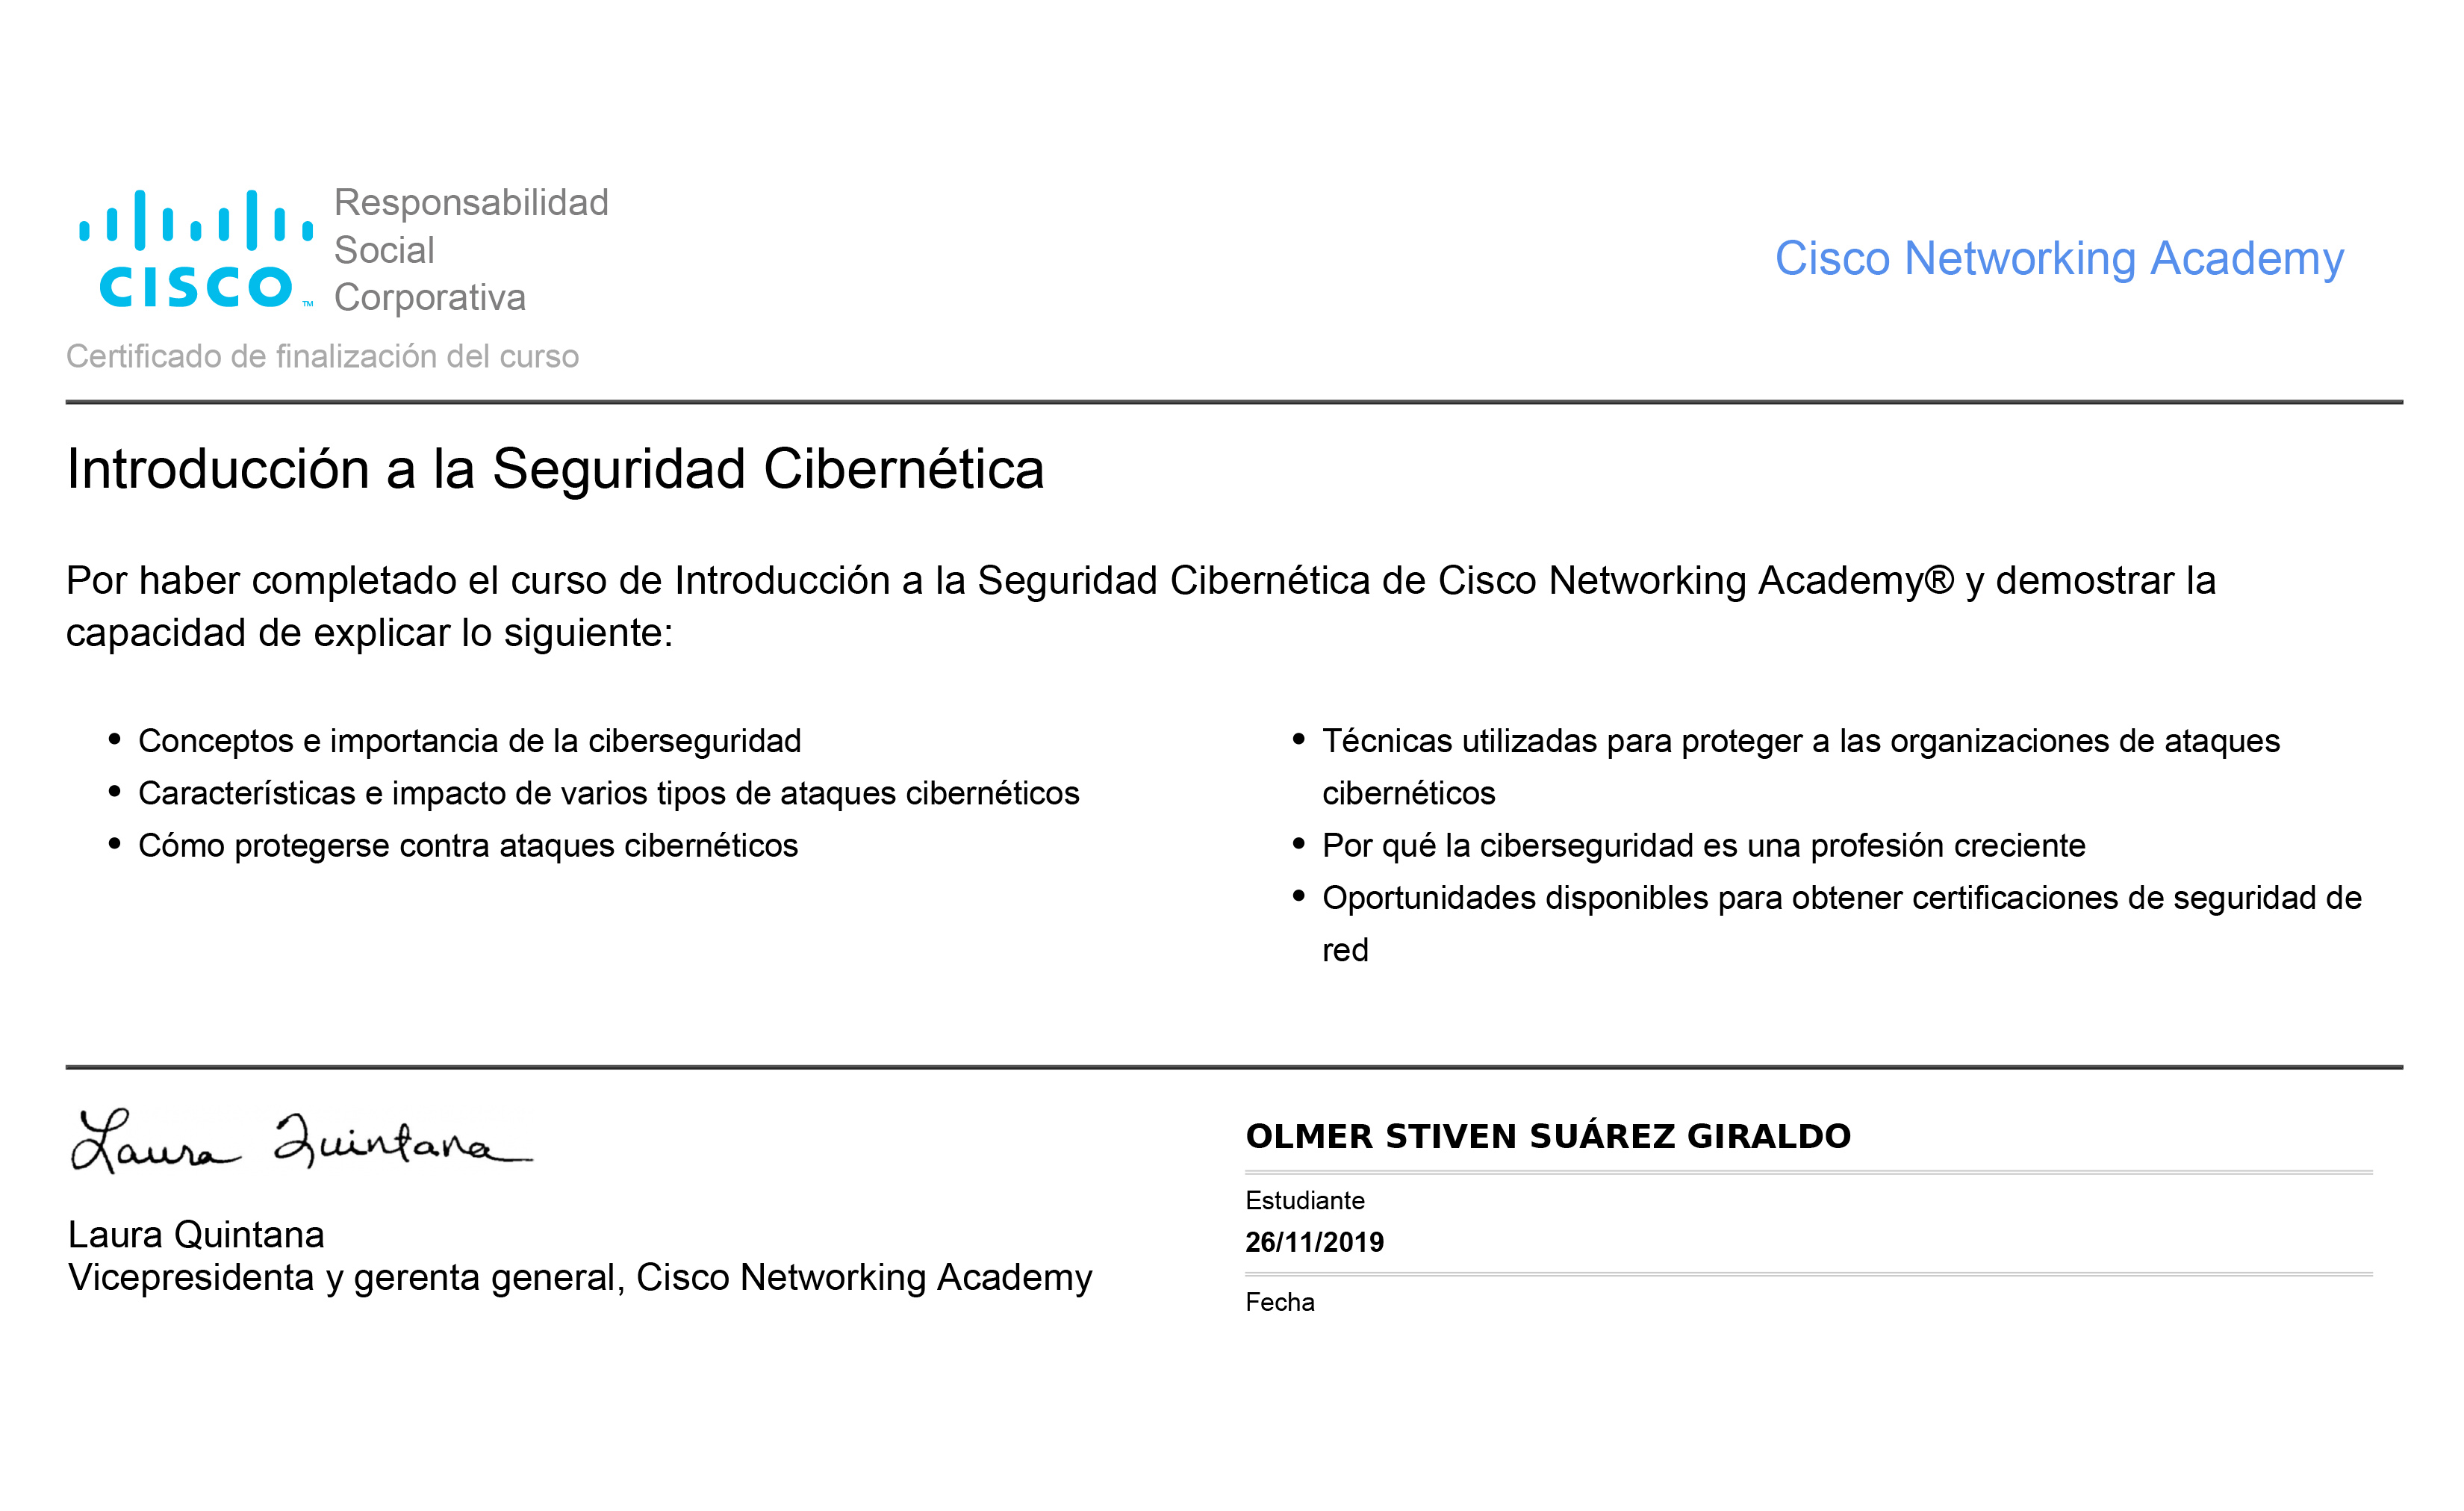 Responsabilidad
Social
Corporativa
CISCO™
Cisco Networking Academy
Certificado de finalización del curso
Introducción a la Seguridad Cibernética
Por haber completado el curso de Introducción a la Seguridad Cibernética de Cisco Networking Academy® y demostrar la
capacidad de explicar lo siguiente:
• Conceptos e importancia de la ciberseguridad
• Características e impacto de varios tipos de ataques cibernéticos
• Cómo protegerse contra ataques cibernéticos
• Técnicas utilizadas para proteger a las organizaciones de ataques
cibernéticos
• Por qué la ciberseguridad es una profesión creciente
• Oportunidades disponibles para obtener certificaciones de seguridad de
red
Laura Quintana
Laura Quintana
Vicepresidenta y gerenta general, Cisco Networking Academy
OLMER STIVEN SUÁREZ GIRALDO
Estudiante
26/11/2019
Fecha